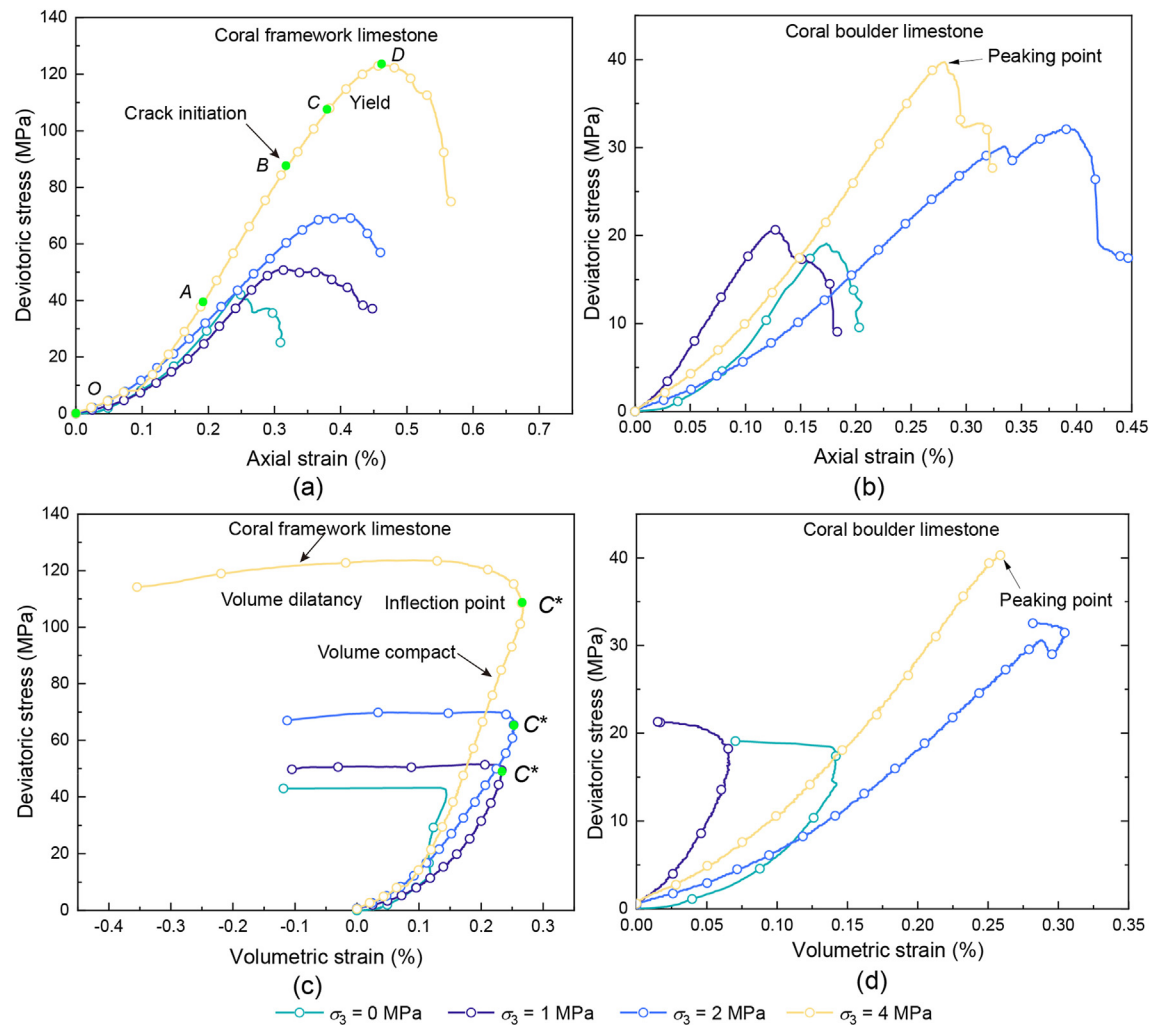 Coral framework limestone
D
C
Yield
Crack initiation
B
A
O
Deviotoric stress (MPa)
140
120
100
80
60
40
20
0
0.0 0.1 0.2 0.3 0.4 0.5 0.6 0.7
Axial strain (%)
(a)
Coral boulder limestone
Peaking point
Deviatoric stress (MPa)
40
30
20
10
0
0.00 0.05 0.10 0.15 0.20 0.25 0.30 0.35 0.40 0.45
Axial strain (%)
(b)
Coral framework limestone
Volume dilatancy
Inflection point
C*
Volume compact
C*
C*
Deviatoric stress (MPa)
140
120
100
80
60
40
20
0
-0.4 -0.3 -0.2 -0.1 0.0 0.1 0.2 0.3
Volumetric strain (%)
(c)
Coral boulder limestone
Peaking point
Deviatoric stress (MPa)
40
30
20
10
0
0.00 0.05 0.10 0.15 0.20 0.25 0.30 0.35
Volumetric strain (%)
(d)
σ3 = 0 MPa σ3 = 1 MPa σ3 = 2 MPa σ3 = 4 MPa